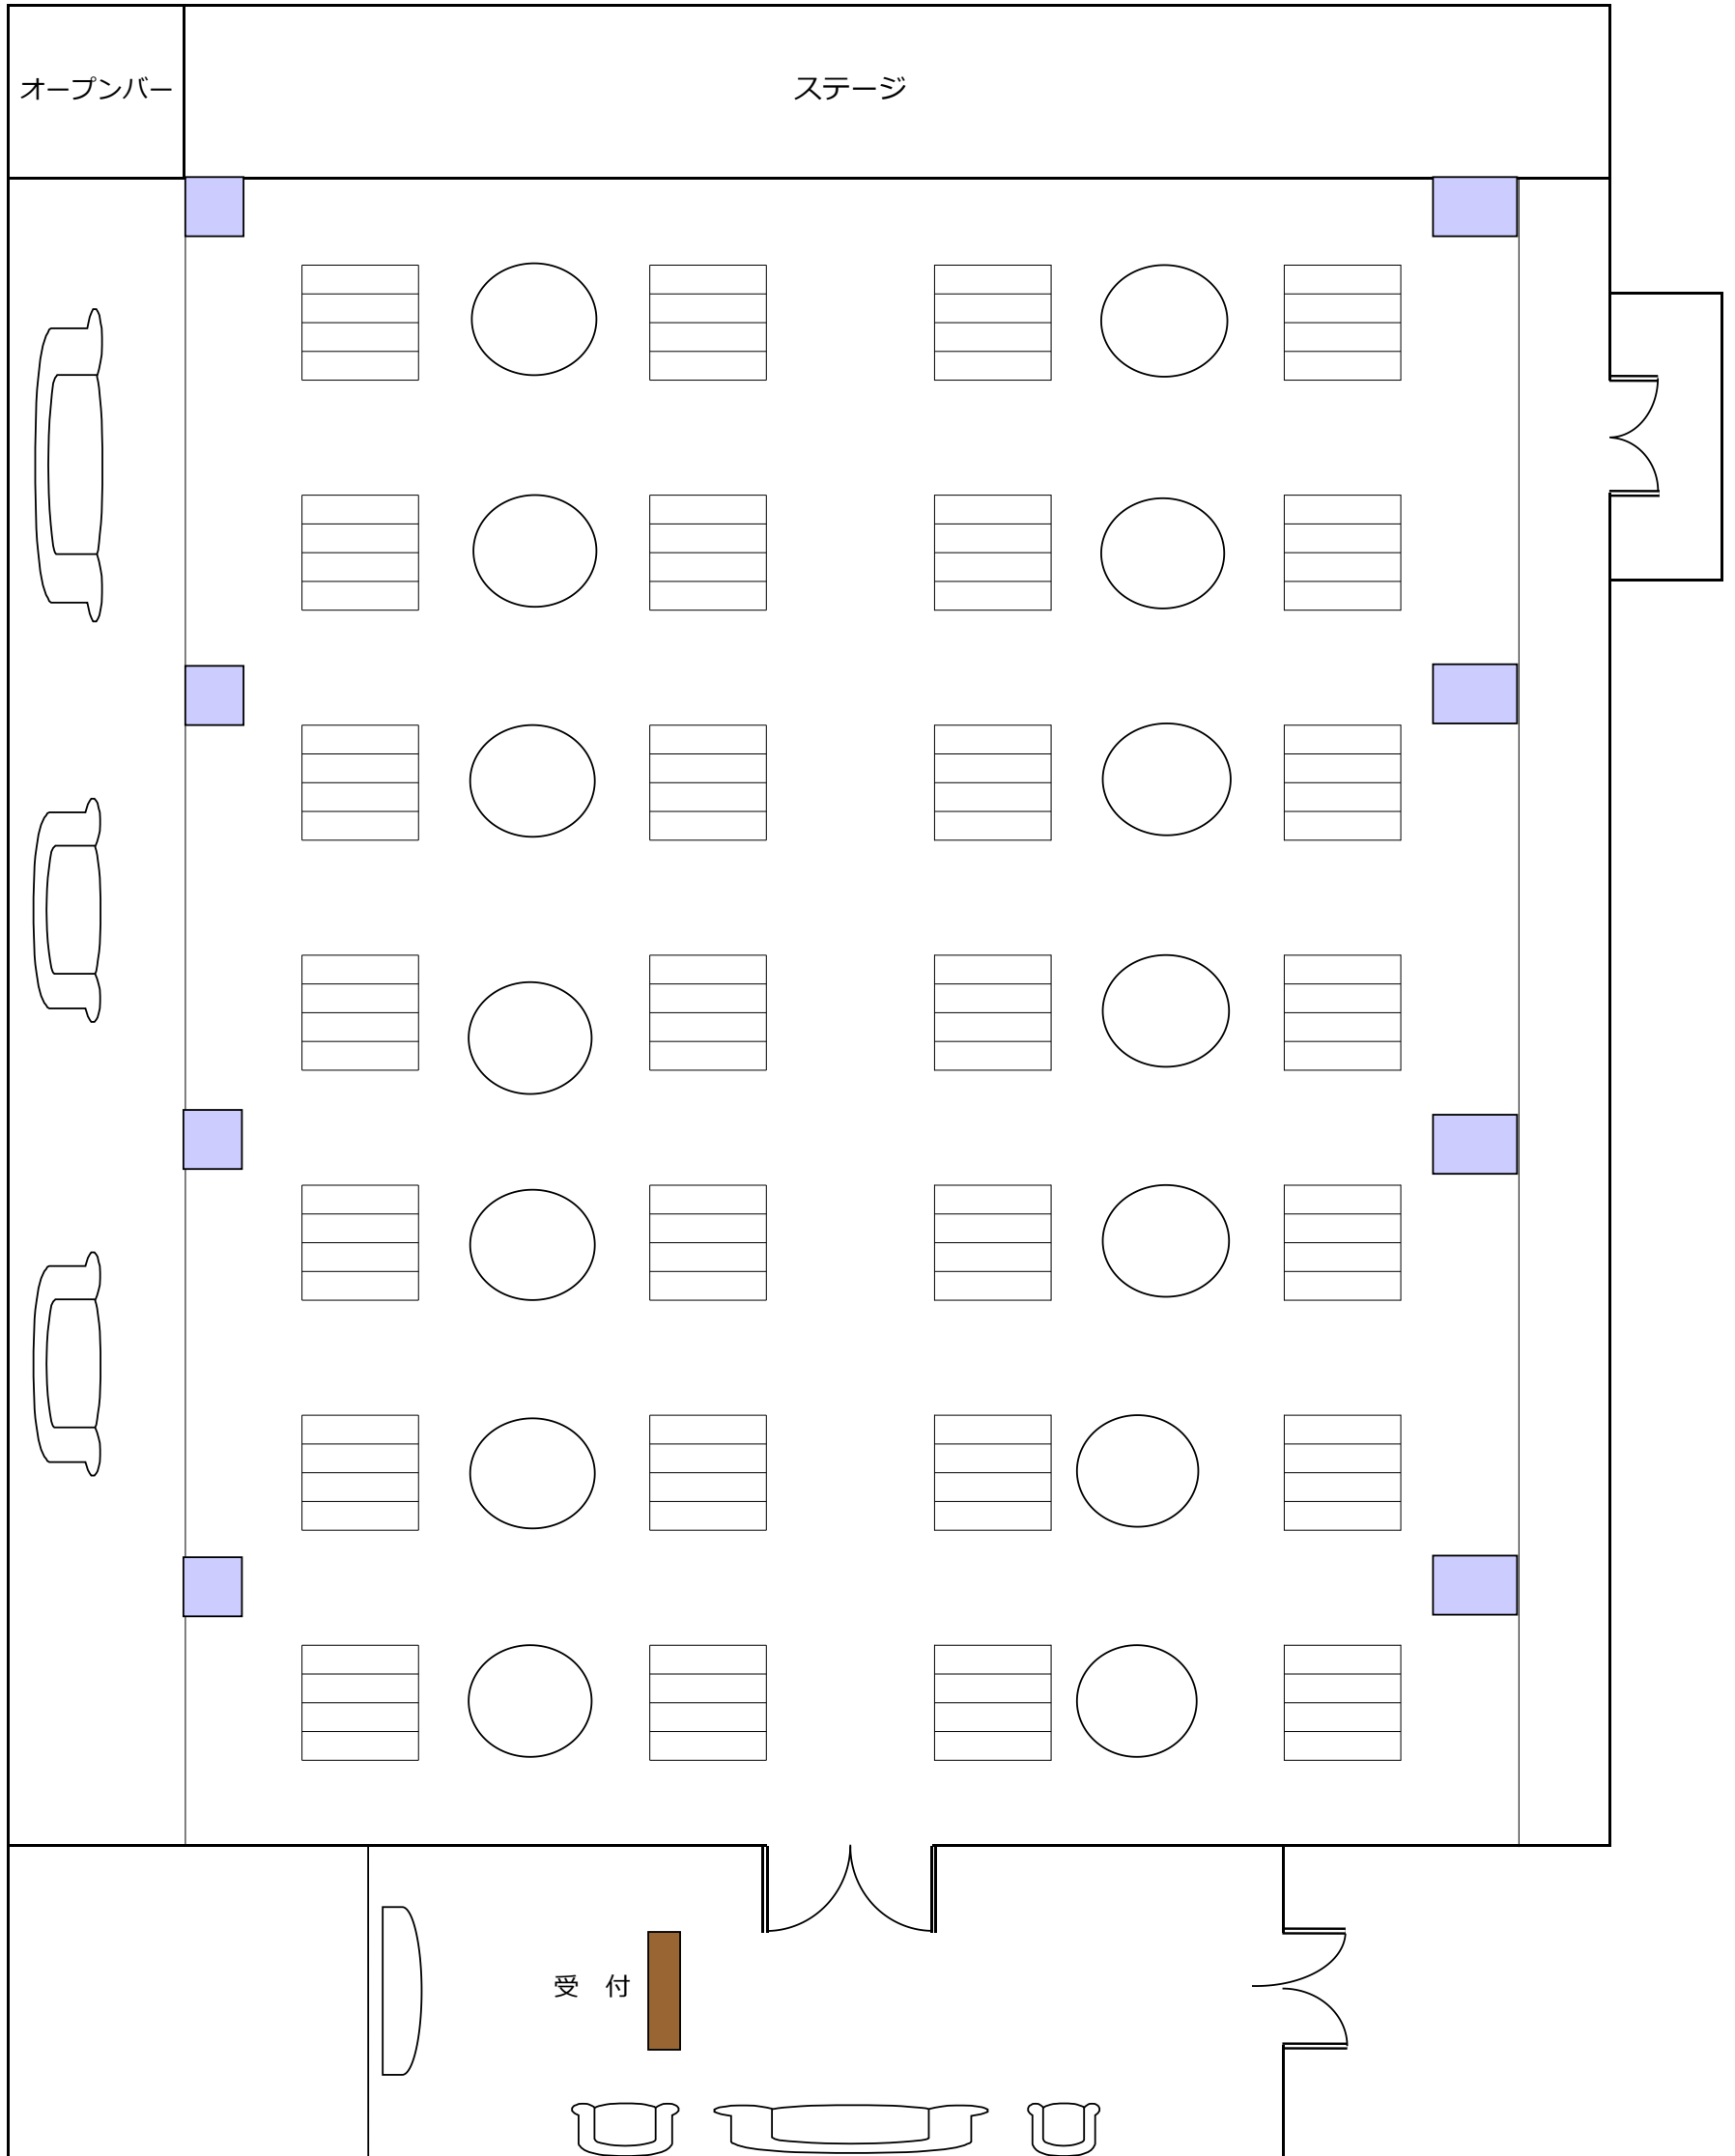 オープンバー
ステージ
受　付